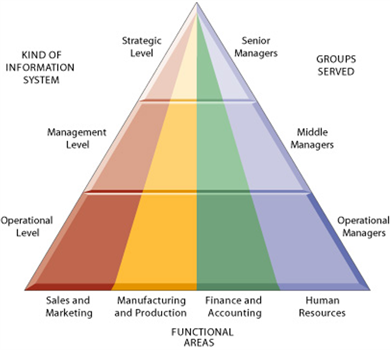 KIND OF
INFORMATION
SYSTEM
Strategic
Level
Senior
Managers
GROUPS
SERVED
Management
Level
Middle
Managers
Operational
Level
Operational
Managers
Sales and
Marketing
Manufacturing
and Production
Finance and
Accounting
Human
Resources
FUNCTIONAL
AREAS